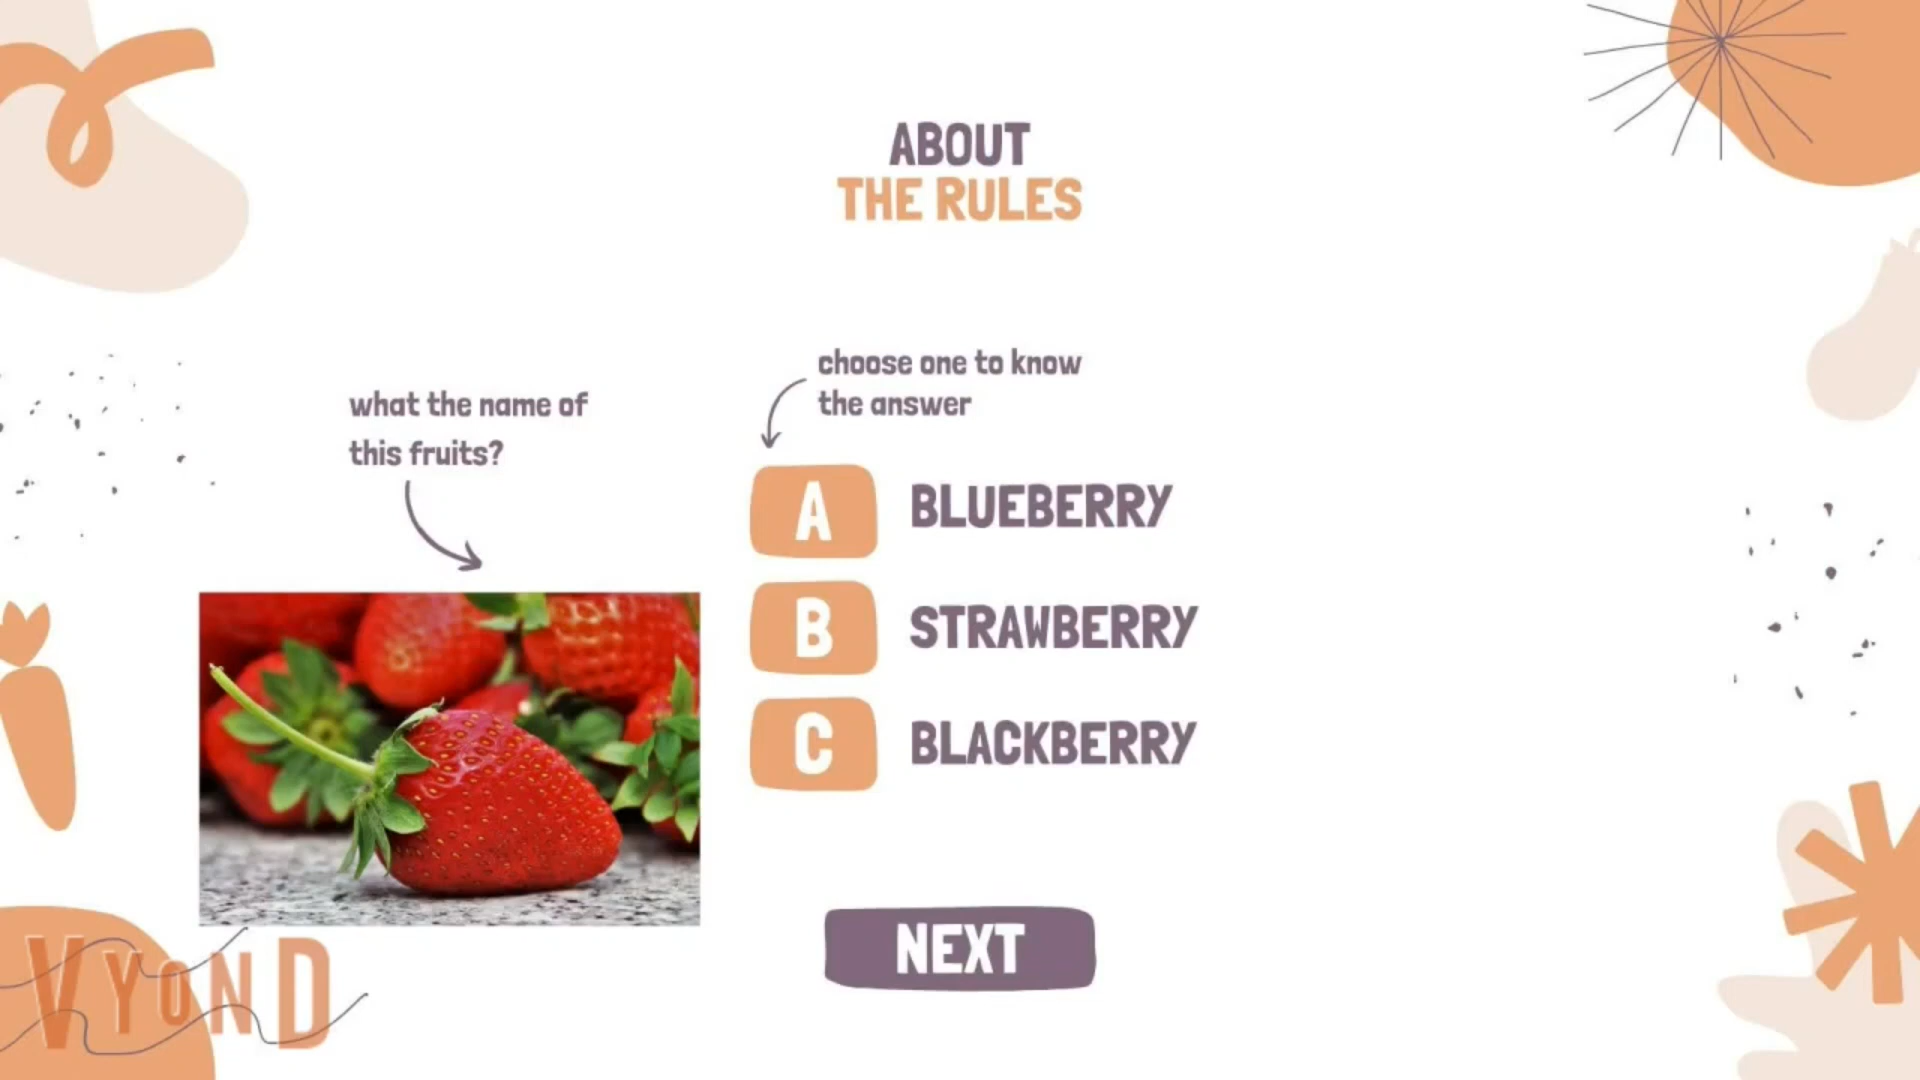 ABOUT
THE RULES
what the name of
this fruits?
choose one to know
the answer
A BLUEBERRY
B STRAWBERRY
C BLACKBERRY
NEXT
VYOND